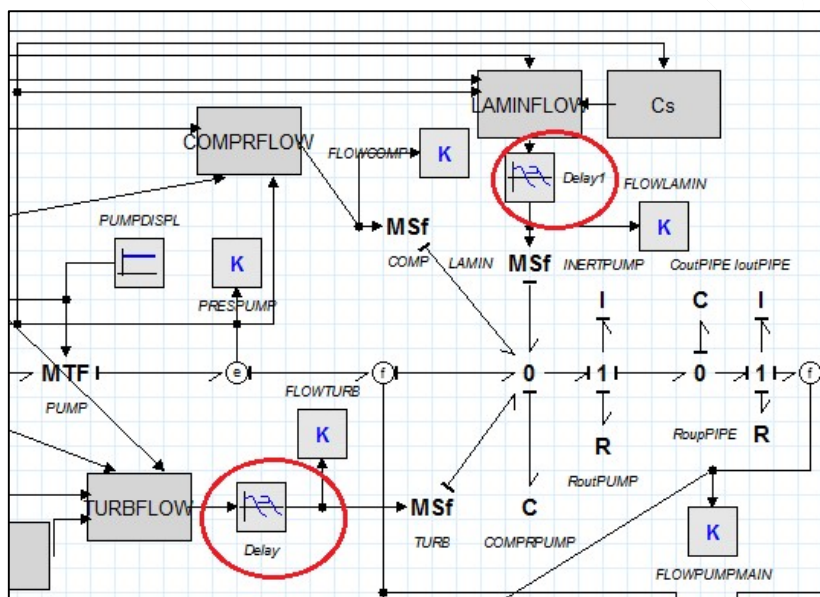 LAMINFLOW
Cs
COMPRFLOW
FLOWCOMP
K
Delay1
FLOWLAMIN
PUMPDISPL
K
MSf
K
COMP
LAMIN
MSf
INERTPUMP
CoutPIPE
IoutPIPE
PRESPUMP
I
C
I
MTF
e
f
0
1
0
1
f
PUMP
FLOWTURB
K
R
RoupPIPE
R
RoutPUMP
TURBFLOW
MSf
C
K
Delay
TURB
COMPRPUMP
FLOWPUMPMAIN